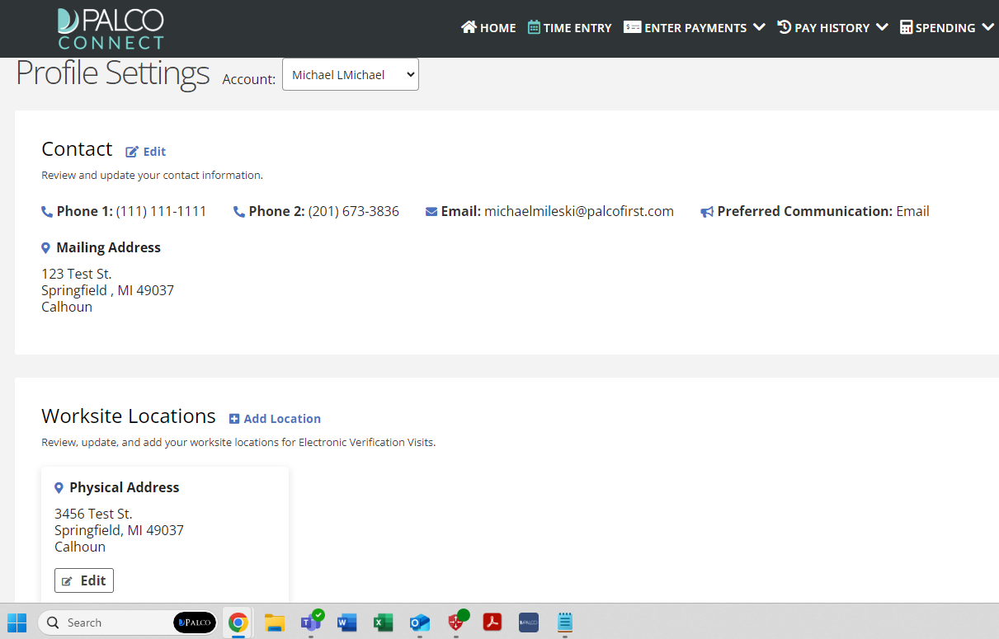 PALCO
CONNECT
HOME TIME ENTRY ENTER PAYMENTS PAY HISTORY SPENDING
Profile Settings Account: Michael LMichael
Contact Edit
Review and update your contact information.
Phone 1: (111) 111-1111 Phone 2: (201) 673-3836 Email: michaelmileski@palcofirst.com Preferred Communication: Email
Mailing Address
123 Test St.
Springfield , MI 49037
Calhoun
Worksite Locations Add Location
Review, update, and add your worksite locations for Electronic Verification Visits.
Physical Address
3456 Test St.
Springfield, MI 49037
Calhoun
Edit
Search PALCO